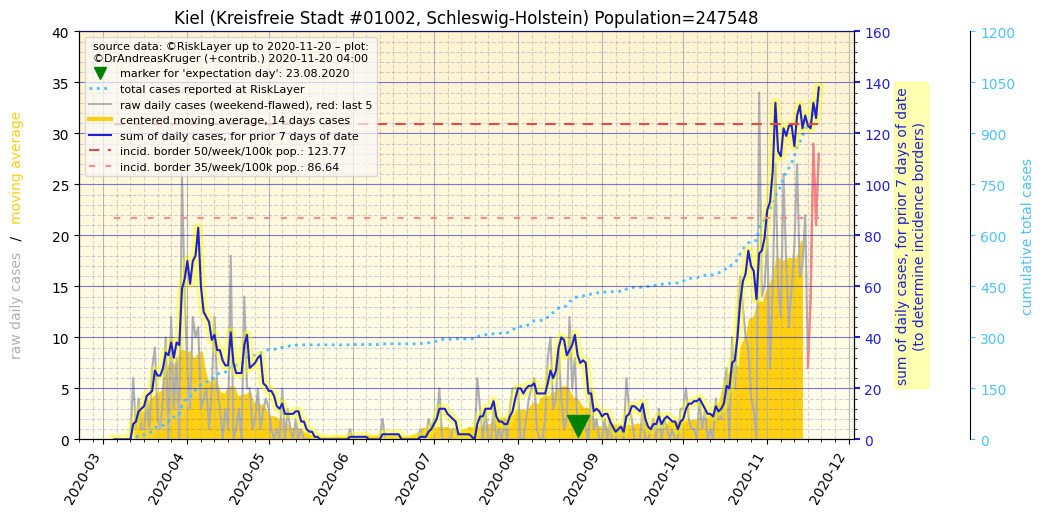 Kiel (Kreisfreie Stadt #01002, Schleswig-Holstein) Population=247548
source data: ©RiskLayer up to 2020-11-20 – plot:
©DrAndreasKruger (+contrib.) 2020-11-20 04:00
marker for 'expectation day': 23.08.2020
total cases reported at RiskLayer
raw daily cases (weekend-flawed), red: last 5
centered moving average, 14 days cases
sum of daily cases, for prior 7 days of date
incid. border 50/week/100k pop.: 123.77
incid. border 35/week/100k pop.: 86.64
raw daily cases / moving average
40
35
30
25
20
15
10
5
0
2020-03
2020-04
2020-05
2020-06
2020-07
2020-08
2020-09
2020-10
2020-11
2020-12
160
140
120
100
80
60
40
20
0
sum of daily cases, for prior 7 days of date
(to determine incidence borders)
1200
1050
900
750
600
450
300
150
0
cumulative total cases